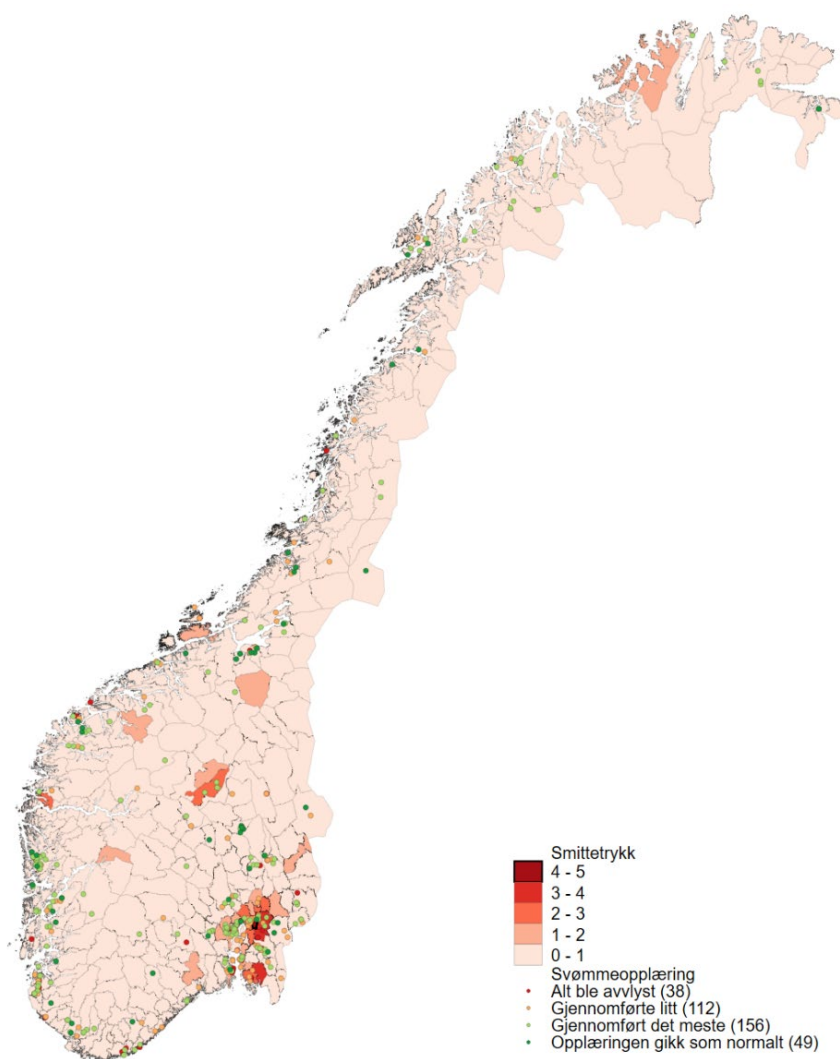 Smittetrykk
4 - 5
3 - 4
2 - 3
1 - 2
0 - 1
Svømmeopplæring
Alt ble avvlyst (38)
Gjennomførte litt (112)
Gjennomført det meste (156)
Opplæringen gikk som normalt (49)